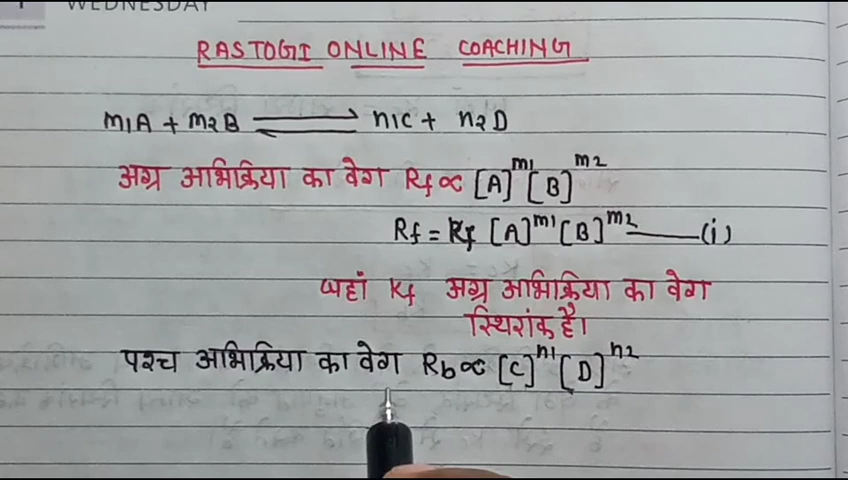 WEDNESDAY
RASTOGI ONLINE COACHING
m1A + m2B ⇌ n1C + n2D
अग्र अभिक्रिया का वेग Rf ∝ [A]^m1 [B]^m2
Rf = Kf [A]^m1 [B]^m2 —— (i)
जहां Kf अग्र अभिक्रिया का वेग
स्थिरांक है।
पश्च अभिक्रिया का वेग Rb ∝ [C]^n1 [D]^n2